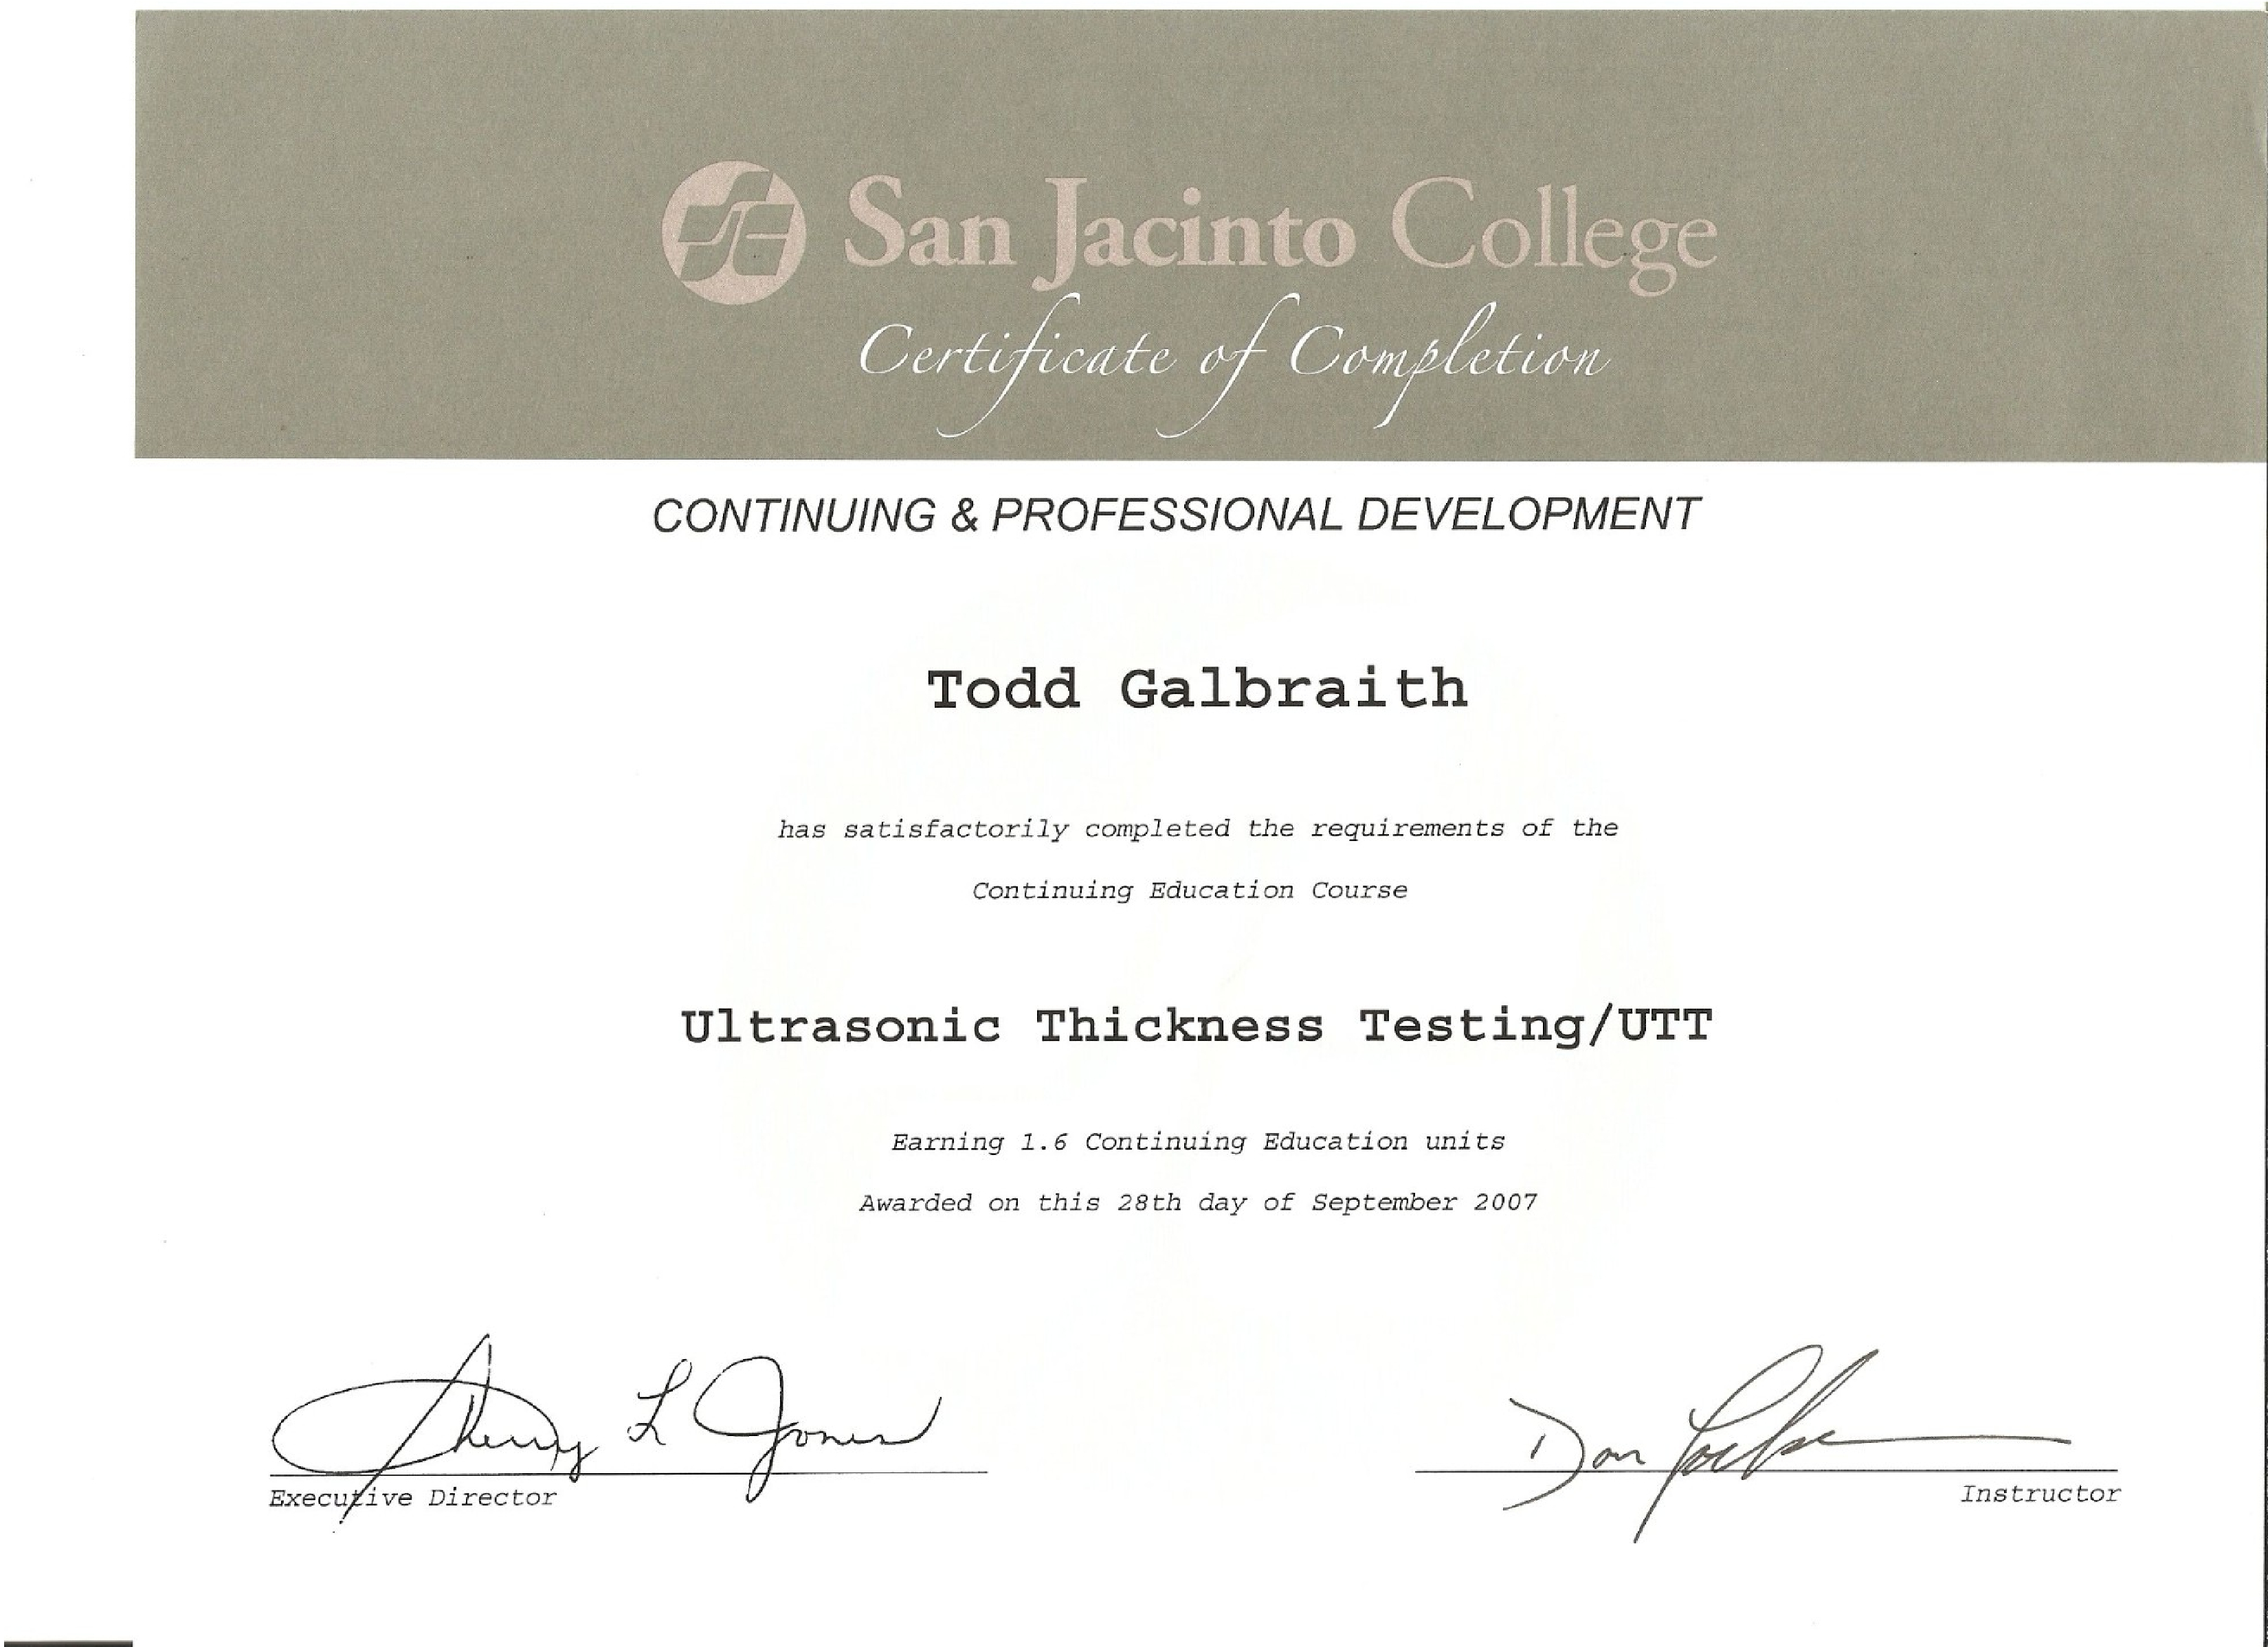 San Jacinto College
Certificate of Completion
CONTINUING & PROFESSIONAL DEVELOPMENT
Todd Galbraith
has satisfactorily completed the requirements of the
Continuing Education Course
Ultrasonic Thickness Testing/UTT
Earning 1.6 Continuing Education units
Awarded on this 28th day of September 2007
Sherry L Jones
Don
Executive Director
Instructor